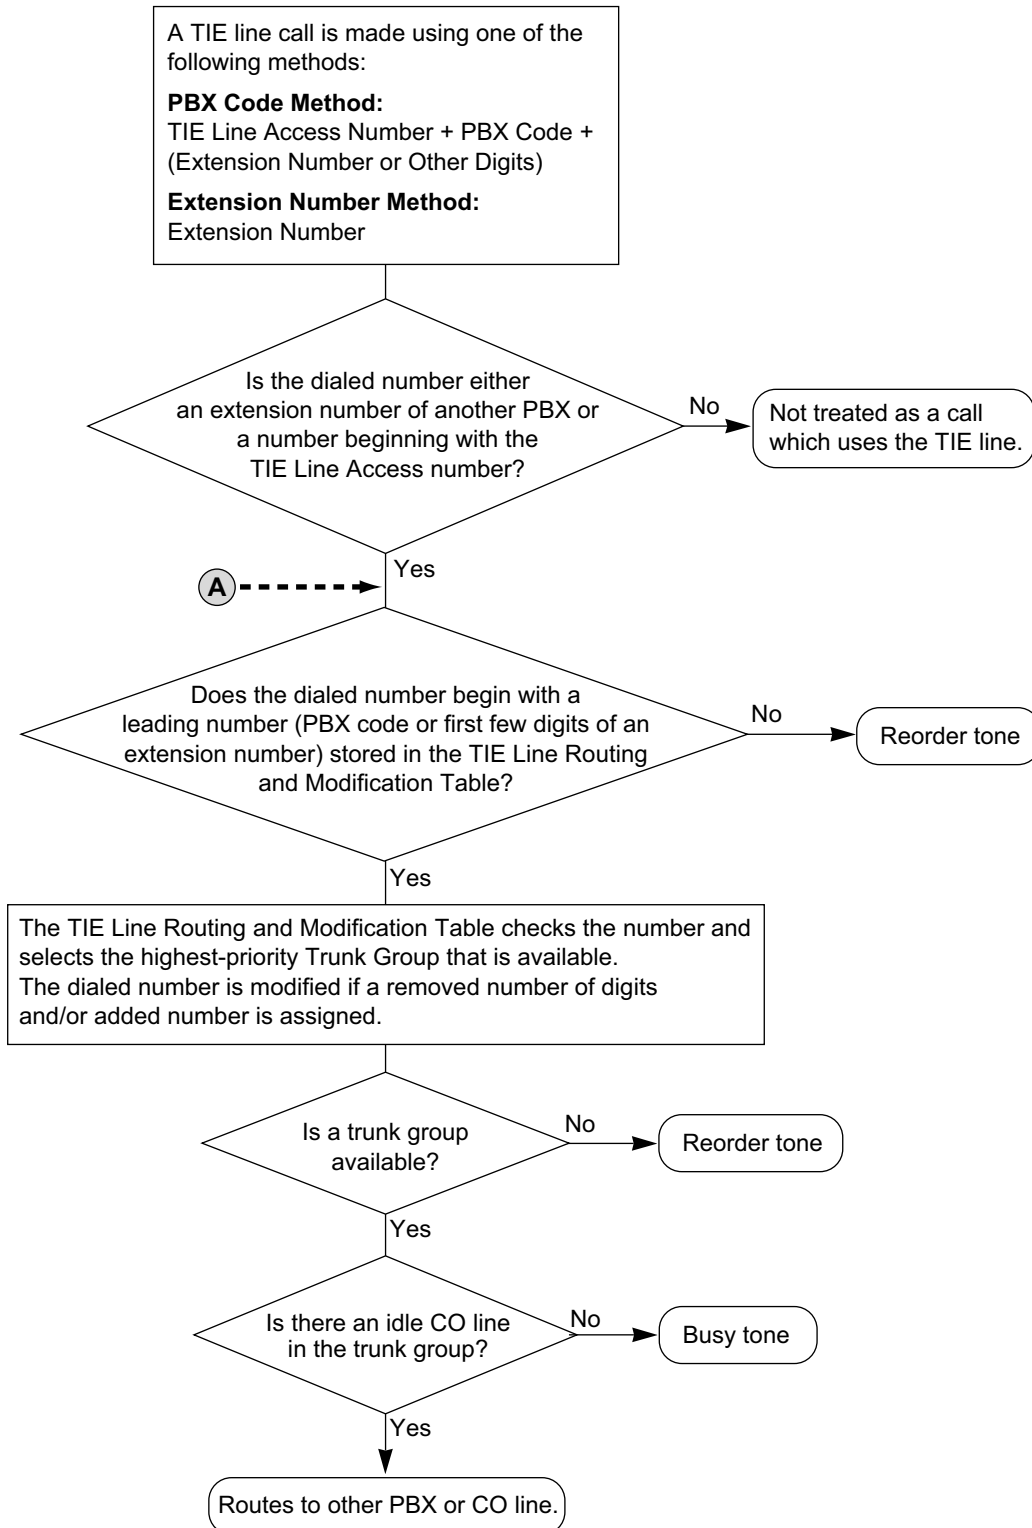 A TIE line call is made using one of the
following methods:
PBX Code Method:
TIE Line Access Number + PBX Code +
(Extension Number or Other Digits)
Extension Number Method:
Extension Number
Is the dialed number either
an extension number of another PBX or
a number beginning with the
TIE Line Access number?
No
Not treated as a call
which uses the TIE line.
Yes
A
Does the dialed number begin with a
leading number (PBX code or first few digits of an
extension number) stored in the TIE Line Routing
and Modification Table?
No
Reorder tone
Yes
The TIE Line Routing and Modification Table checks the number and
selects the highest-priority Trunk Group that is available.
The dialed number is modified if a removed number of digits
and/or added number is assigned.
Is a trunk group
available?
No
Reorder tone
Yes
Is there an idle CO line
in the trunk group?
No
Busy tone
Yes
Routes to other PBX or CO line.